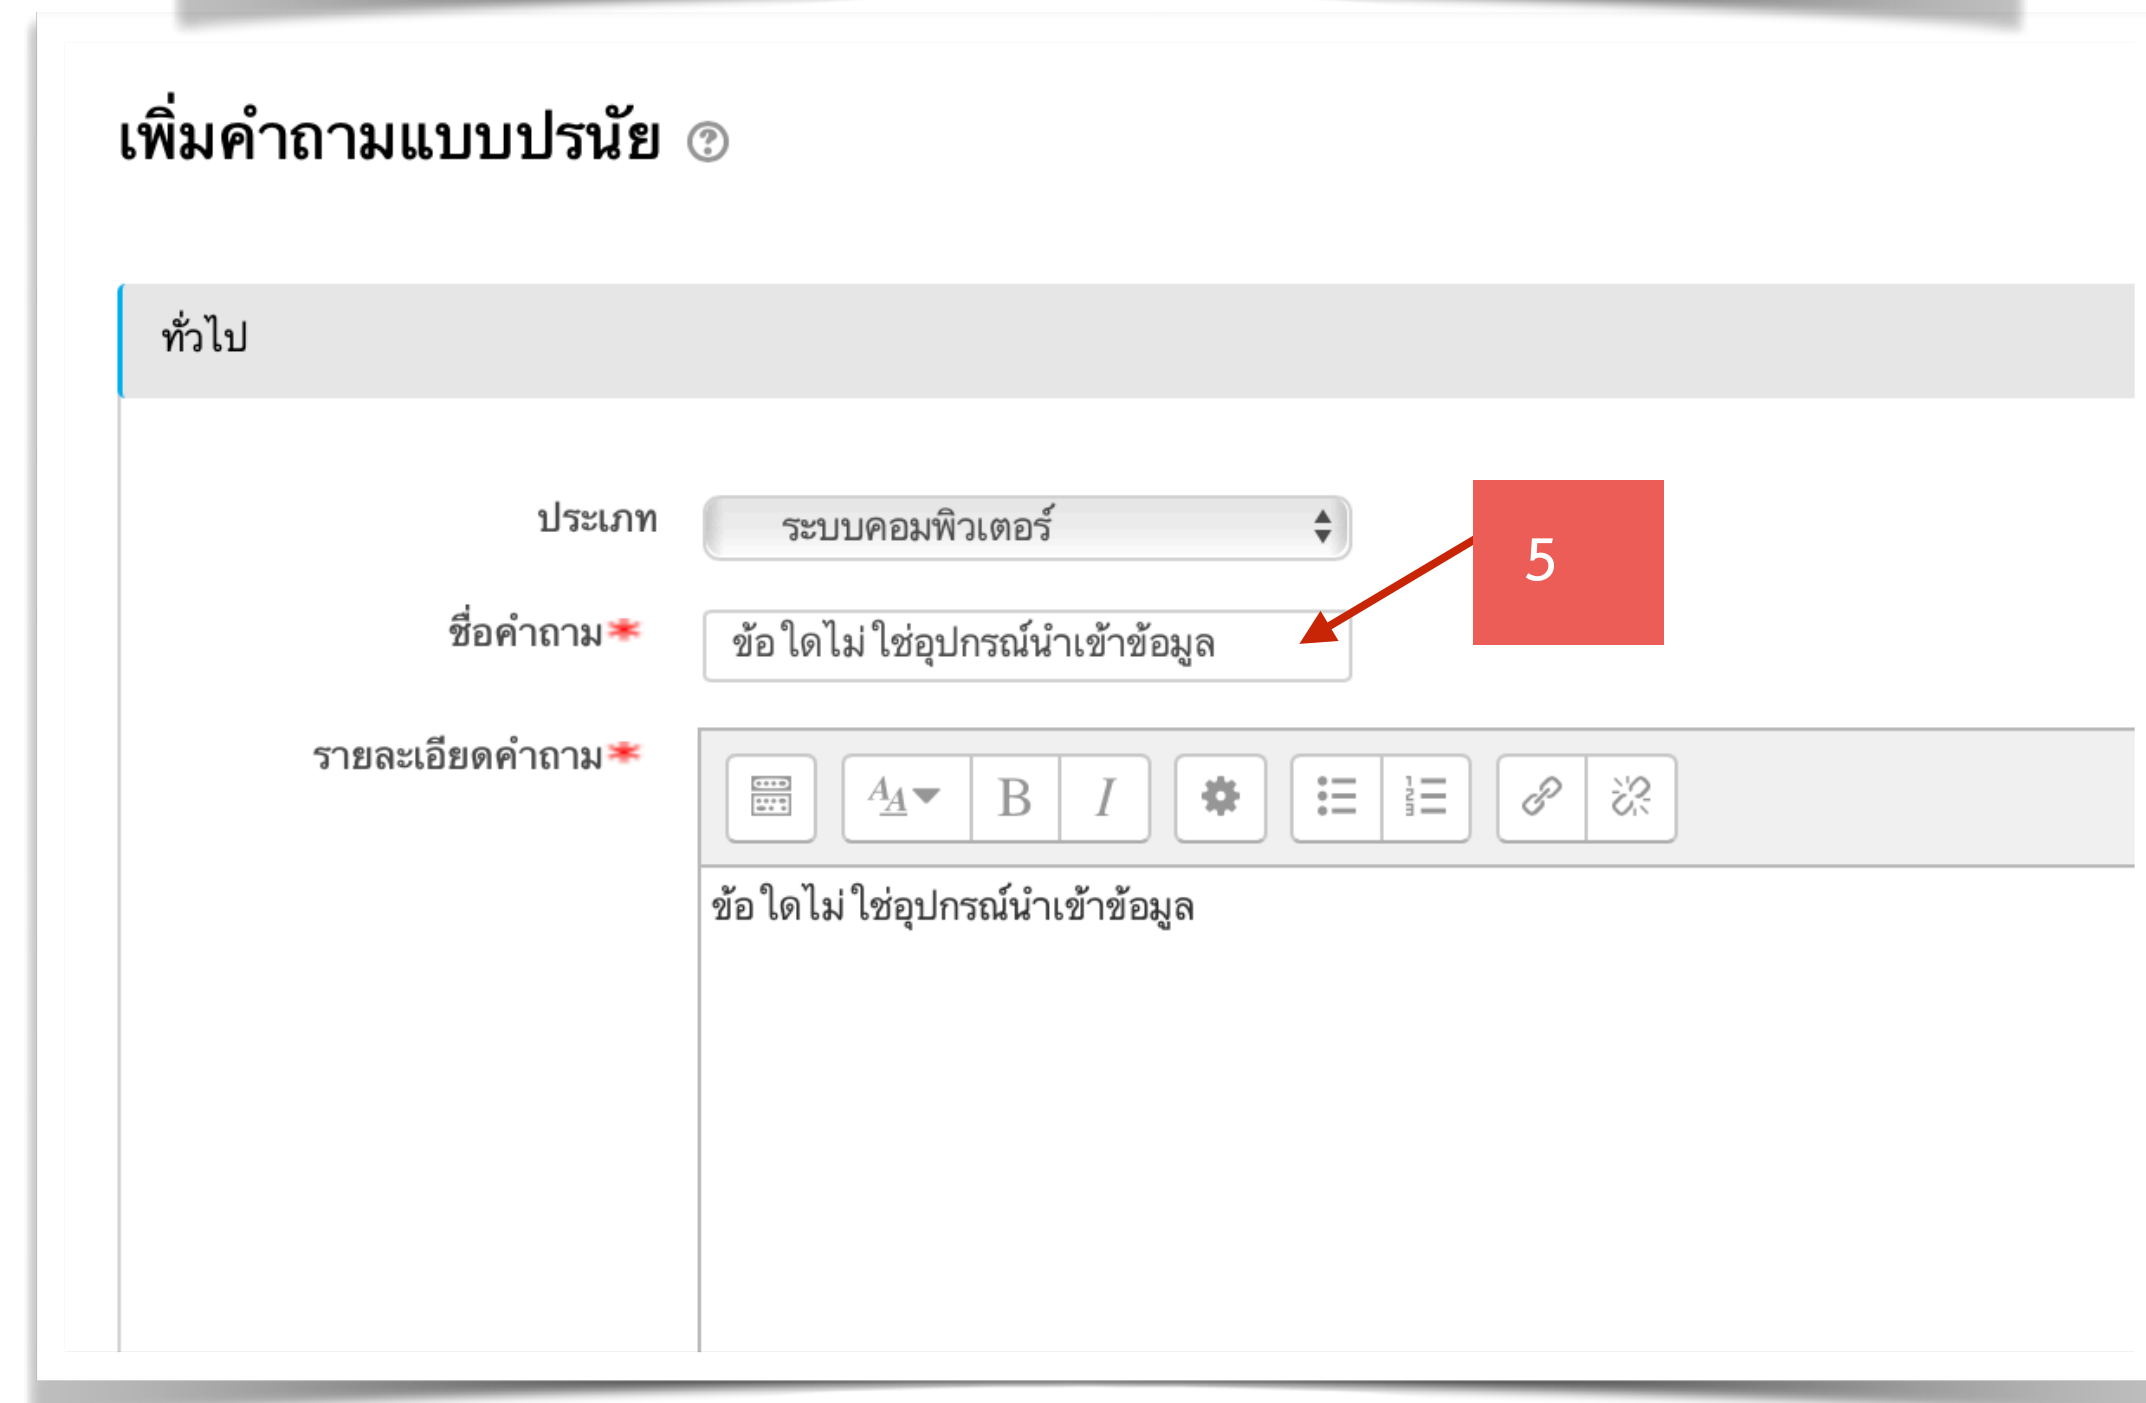 เพิ่มคำถามแบบปรนัย
ทั่วไป
ประเภท ระบบคอมพิวเตอร์
5
ชื่อคำถาม* ข้อใดไม่ใช่อุปกรณ์นำเข้าข้อมูล
รายละเอียดคำถาม*
ข้อใดไม่ใช่อุปกรณ์นำเข้าข้อมูล